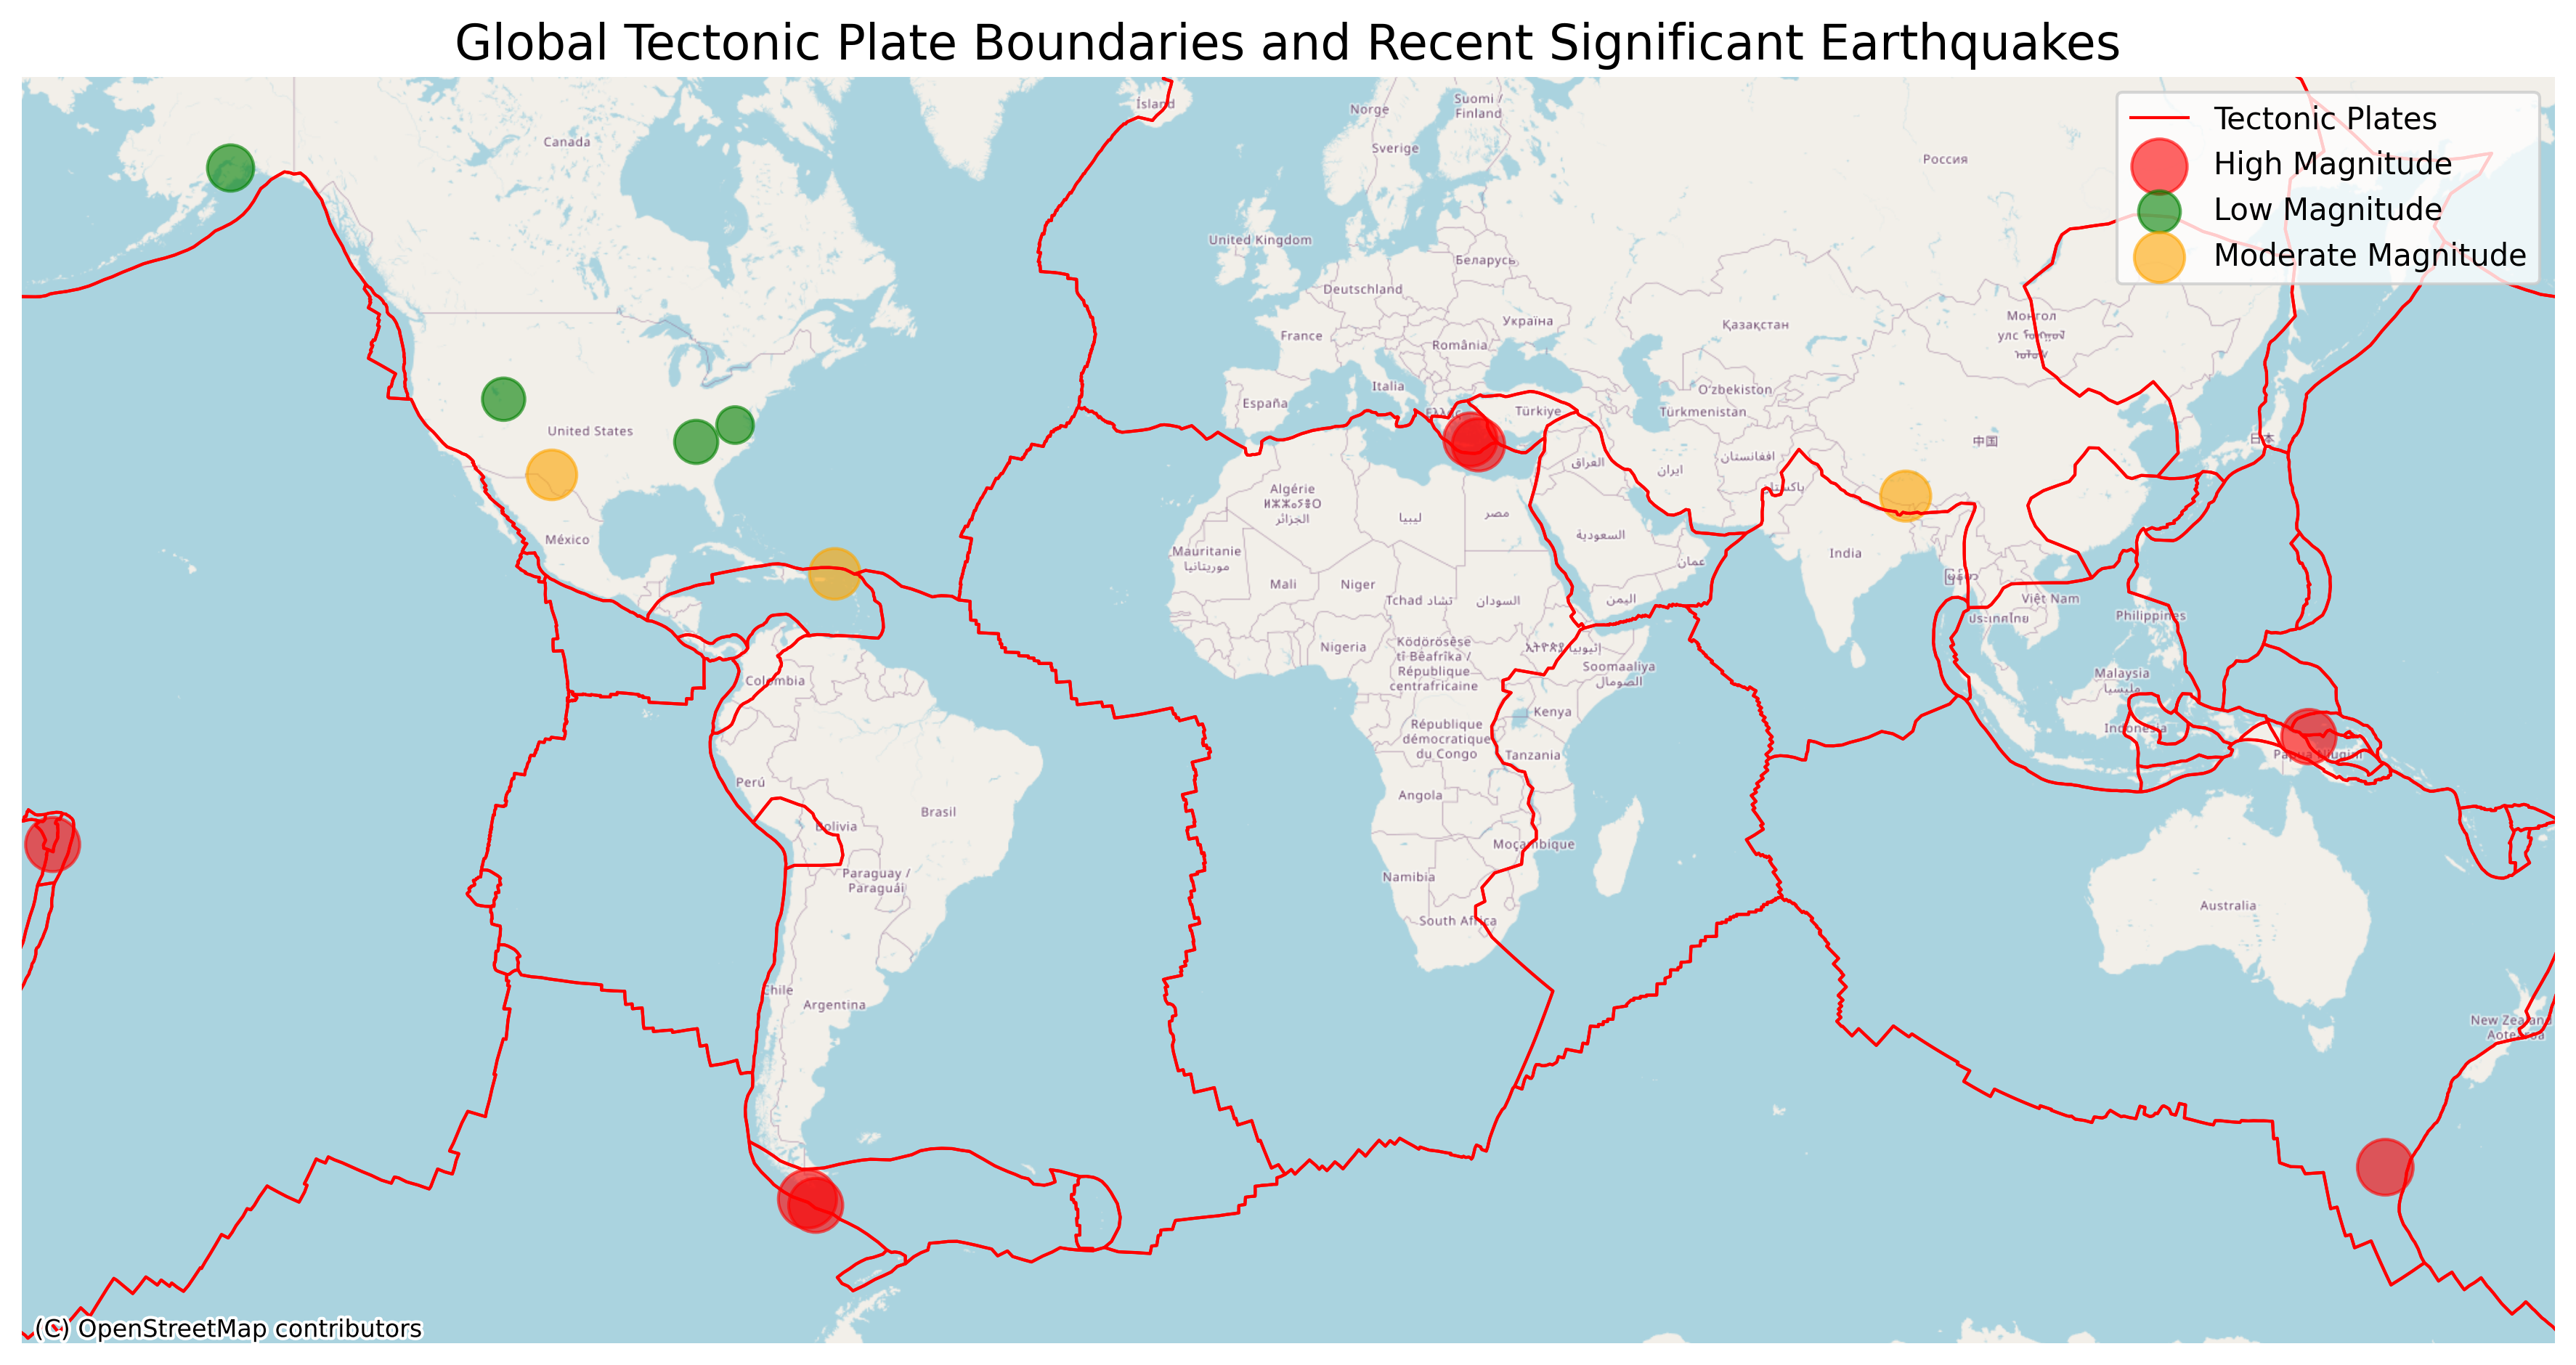 Global Tectonic Plate Boundaries and Recent Significant Earthquakes
Tectonic Plates
High Magnitude
Low Magnitude
Moderate Magnitude
Ísland
Norge
Suomi /
Finland
Sverige
Canada
Россия
United Kingdom
Беларусь
Deutschland
Україна
France
România
Қазақстан
Монгол
улс
Italia
España
Türkiye
Oʻzbekiston
Türkmenistan
United States
中国
日本
العراق
ایران
افغانستان
پاکستان
Algérie
ⵍⵣⵣⴰⵢⴻⵔ
الجزائر
ليبيا
مصر
السعودية
عمان
México
Mauritanie
موريتانيا
Mali
Niger
Tchad تشاد
السودان
اليمن
India
Việt Nam
ประเทศไทย
Philippines
Nigeria
Ködörösêse
tî Bêafrîka /
République
centrafricaine
ኢትዮጵያ إثيوبيا
Soomaaliya
الصومال
Malaysia
مليسيا
Colombia
Kenya
République
démocratique
du Congo
Tanzania
Indonesia
Papua Niugini
Perú
Brasil
Angola
Bolivia
Moçambique
Paraguay /
Paraguái
Namibia
South Africa
Australia
Chile
Argentina
New Zealand
Aotearoa
(C) OpenStreetMap contributors